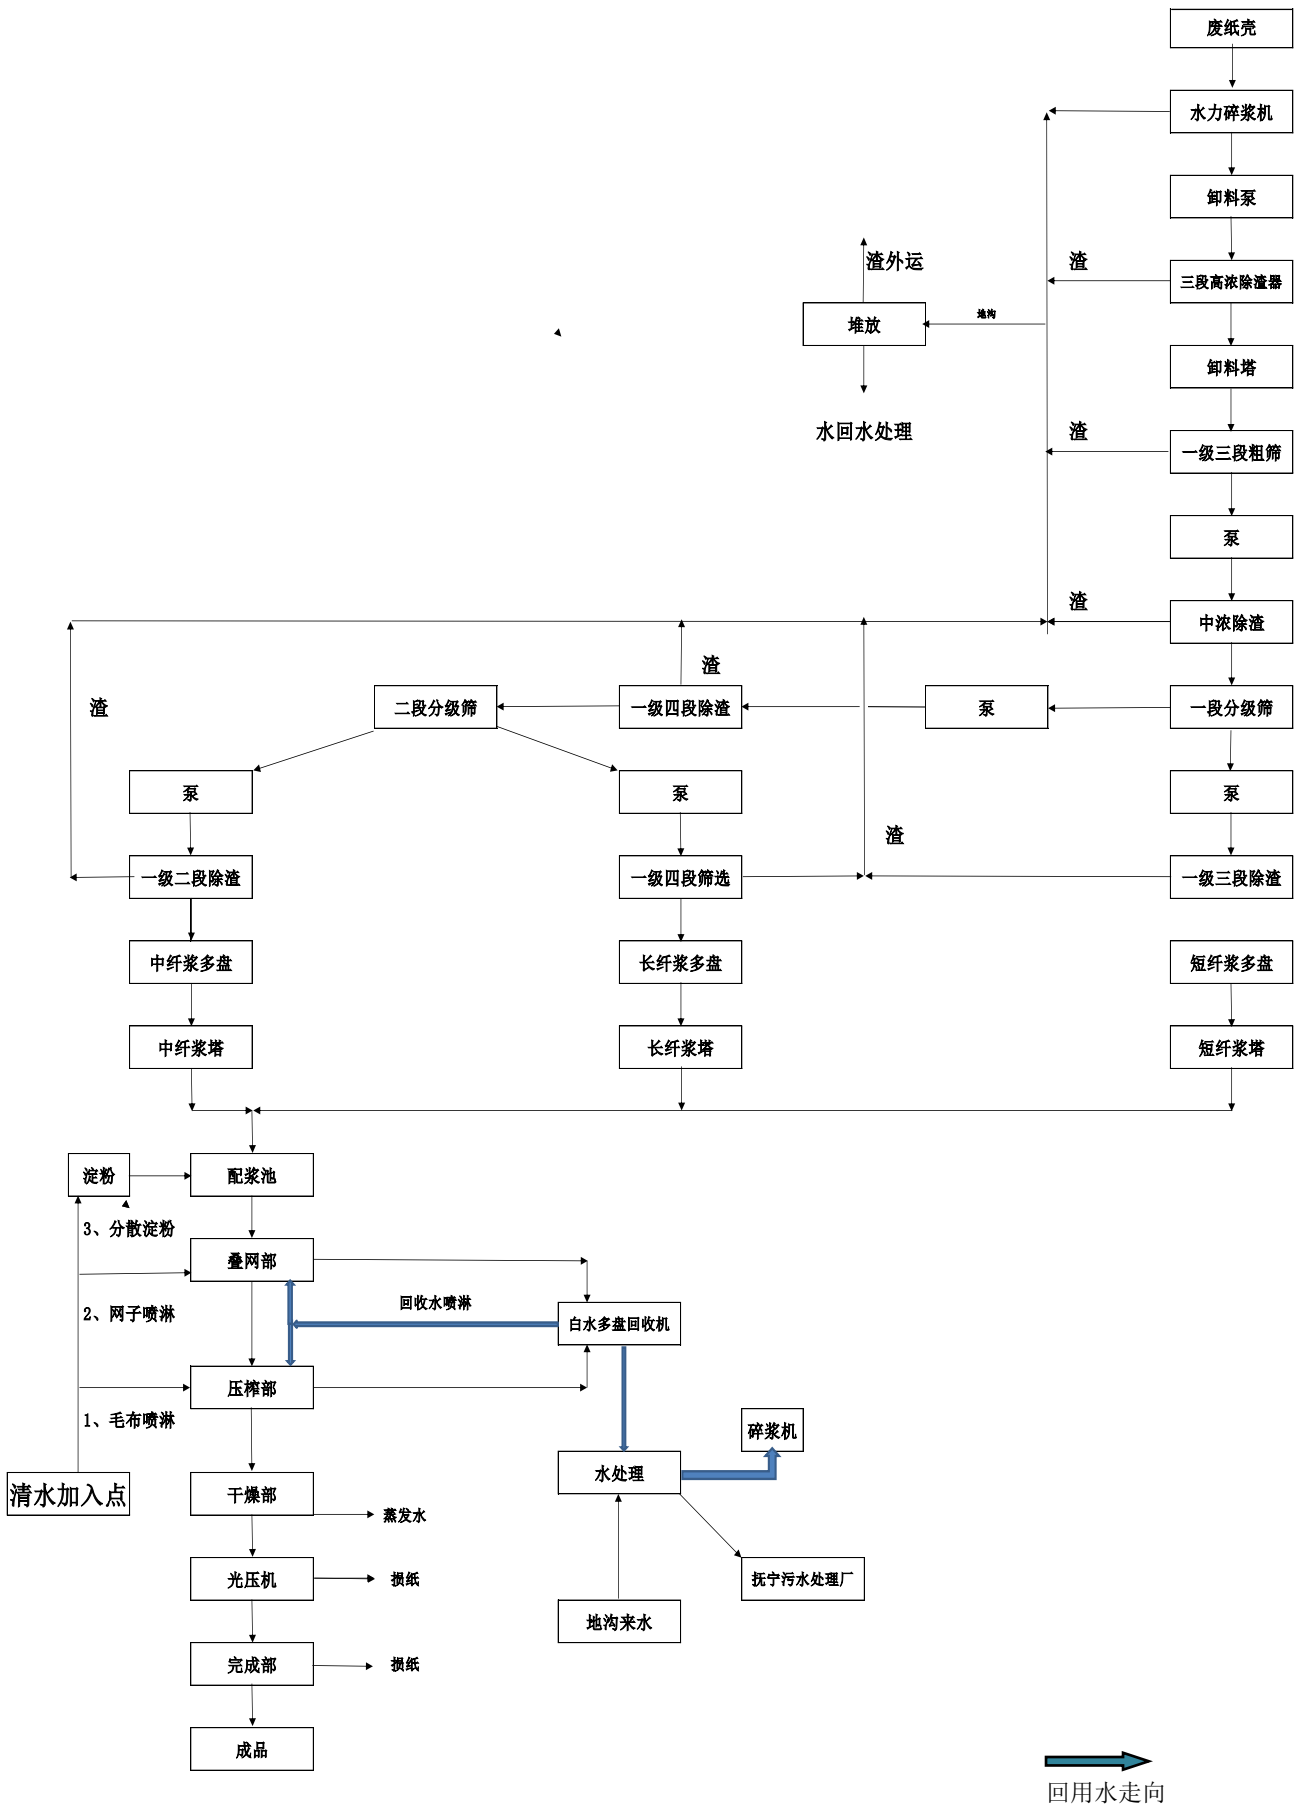 废纸壳
水力碎浆机
卸料泵
渣外运
渣
三段高浓除渣器
地沟
堆放
卸料塔
水回水处理
渣
一级三段粗筛
泵
渣
中浓除渣
渣
渣
二段分级筛
一级四段除渣
泵
一段分级筛
泵
泵
泵
渣
一级二段除渣
一级四段筛选
一级三段除渣
中纤浆多盘
长纤浆多盘
短纤浆多盘
中纤浆塔
长纤浆塔
短纤浆塔
淀粉
配浆池
3、分散淀粉
叠网部
回收水喷淋
2、网子喷淋
白水多盘回收机
压榨部
1、毛布喷淋
碎浆机
水处理
清水加入点
干燥部
蒸发水
光压机
损纸
抚宁污水处理厂
地沟来水
完成部
损纸
成品
回用水走向